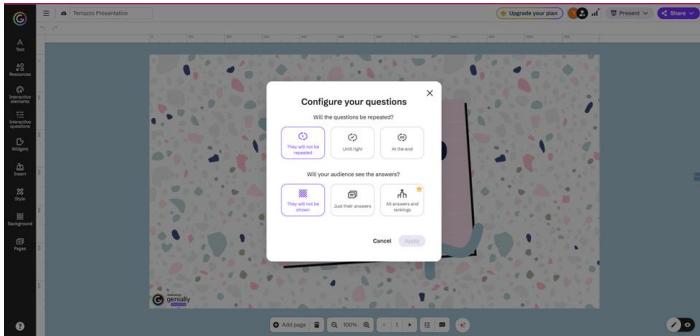 Terrazo Presentation
Upgrade your plan
Present
Share
Text
Resources
Interactive
elements
Interactive
questions
Widgets
Insert
Style
Background
Pages
Configure your questions
Will the questions be repeated?
They will not be
repeated
Until right
At the end
Will your audience see the answers?
They will not be
shown
Just their answers
All answers and
rankings
Cancel
Apply
genially
Add page
100%
1